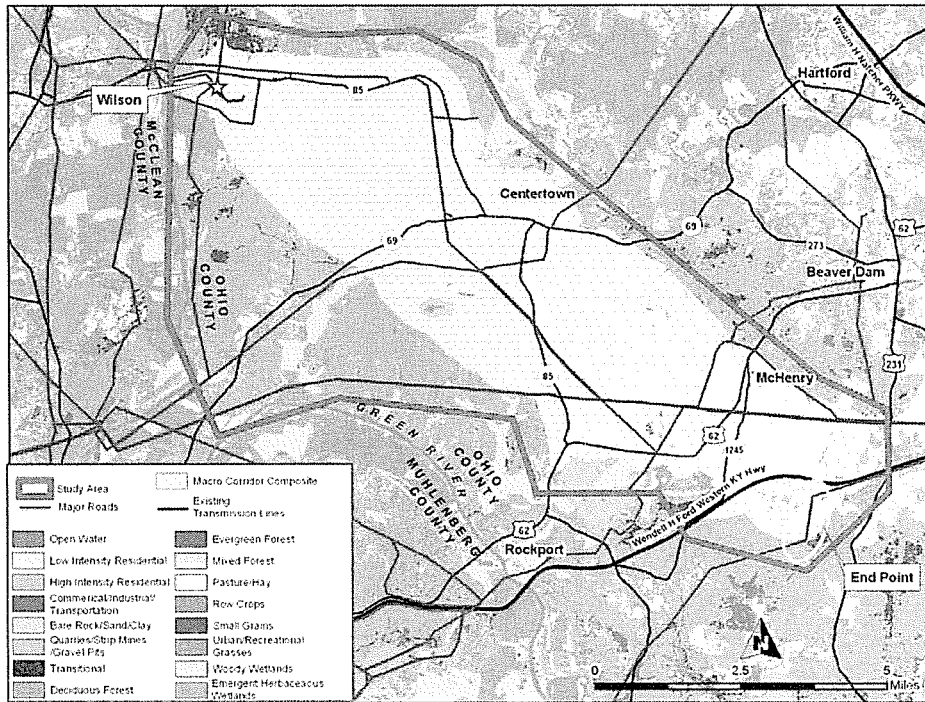 William H Natcher PKWY
Hartford
Wilson
85
McCLEAN
COUNTY
Centertown
69
69
62
273
OHIO
COUNTY
Beaver Dam
231
McHenry
85
GREEN RIVER
OHIO
COUNTY
MUHLENBERG
COUNTY
62
1245
Wendell H Ford Western KY Hwy
62
Rockport
End Point
N
0 2.5 5
Miles
Study Area
Macro Corridor Composite
Major Roads
Existing
Transmission Lines
Open Water
Evergreen Forest
Low Intensity Residential
Mixed Forest
High Intensity Residential
Pasture/Hay
Commerical/Industrial/
Transportation
Row Crops
Bare Rock/Sand/Clay
Small Grains
Quarries/Strip Mines
/Gravel Pits
Urban/Recreational
Grasses
Transitional
Woody Wetlands
Deciduous Forest
Emergent Herbaceous
Wetlands